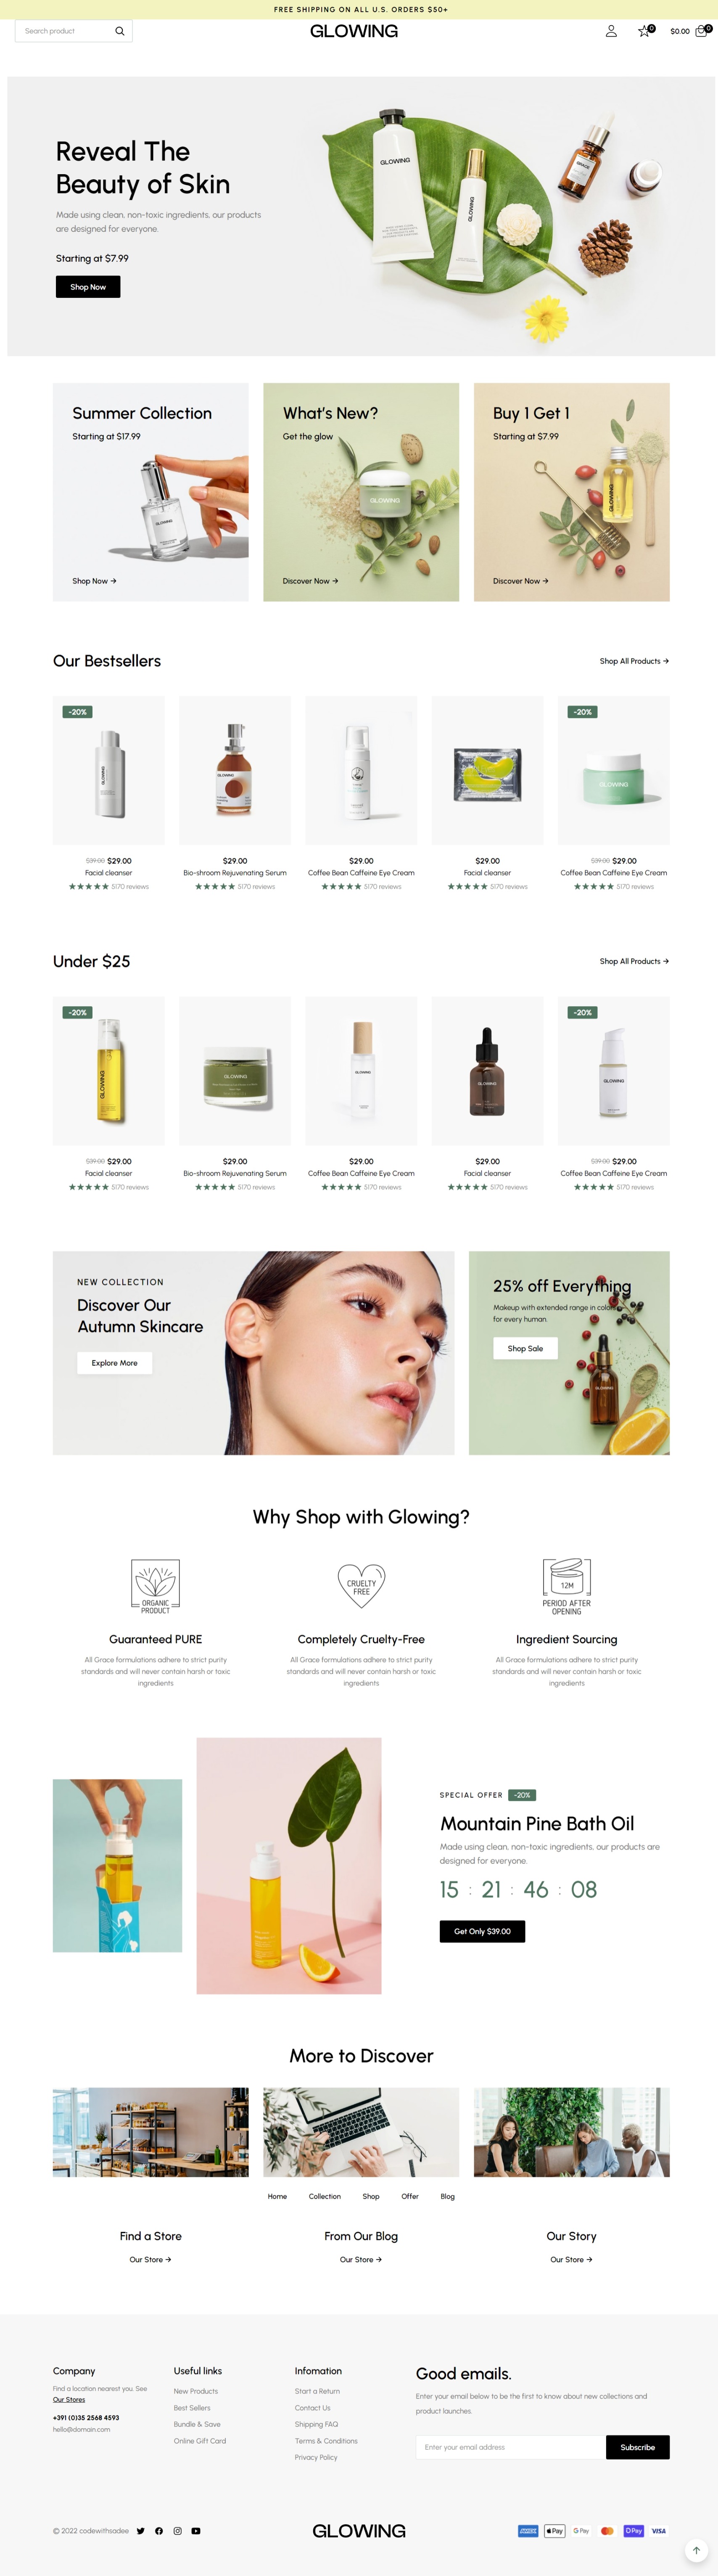 FREE SHIPPING ON ALL U.S. ORDERS $50+
Search product
GLOWING
0
$0.00
0
Reveal The
Beauty of Skin
Made using clean, non-toxic ingredients, our products
are designed for everyone.
Starting at $7.99
Shop Now
GLOWING
GLOWING
GRACE
Summer Collection
Starting at $17.99
GLOWING
Shop Now →
What's New?
Get the glow
GLOWING
Discover Now →
Buy 1 Get 1
Starting at $7.99
GLOWING
Discover Now →
Our Bestsellers
Shop All Products →
-20%
GLOWING
GLOWING
-20%
GLOWING
$39.00 $29.00
Facial cleanser
5170 reviews
$29.00
Bio-shroom Rejuvenating Serum
5170 reviews
$29.00
Coffee Bean Caffeine Eye Cream
5170 reviews
$29.00
Facial cleanser
5170 reviews
$39.00 $29.00
Coffee Bean Caffeine Eye Cream
5170 reviews
Under $25
Shop All Products →
-20%
GLOWING
GLOWING
GLOWING
GLOWING
-20%
GLOWING
$39.00 $29.00
Facial cleanser
5170 reviews
$29.00
Bio-shroom Rejuvenating Serum
5170 reviews
$29.00
Coffee Bean Caffeine Eye Cream
5170 reviews
$29.00
Facial cleanser
5170 reviews
$39.00 $29.00
Coffee Bean Caffeine Eye Cream
5170 reviews
NEW COLLECTION
Discover Our
Autumn Skincare
Explore More
25% off Everything
Makeup with extended range in colors
for every human.
Shop Sale
GLOWING
Why Shop with Glowing?
ORGANIC
PRODUCT
Guaranteed PURE
All Grace formulations adhere to strict purity
standards and will never contain harsh or toxic
ingredients
CRUELTY
FREE
Completely Cruelty-Free
All Grace formulations adhere to strict purity
standards and will never contain harsh or toxic
ingredients
12M
PERIOD AFTER
OPENING
Ingredient Sourcing
All Grace formulations adhere to strict purity
standards and will never contain harsh or toxic
ingredients
SPECIAL OFFER -20%
Mountain Pine Bath Oil
Made using clean, non-toxic ingredients, our products are
designed for everyone.
15 : 21 : 46 : 08
Get Only $39.00
More to Discover
Home Collection Shop Offer Blog
Find a Store
Our Store →
From Our Blog
Our Store →
Our Story
Our Store →
Company
Find a location nearest you. See
Our Stores
+391 (0)35 2568 4593
hello@domain.com
Useful links
New Products
Best Sellers
Bundle & Save
Online Gift Card
Infomation
Start a Return
Contact Us
Shipping FAQ
Terms & Conditions
Privacy Policy
Good emails.
Enter your email below to be the first to know about new collections and
product launches.
Enter your email address
Subscribe
© 2022 codewithsadee
GLOWING
Pay
G Pay
Pay
VISA